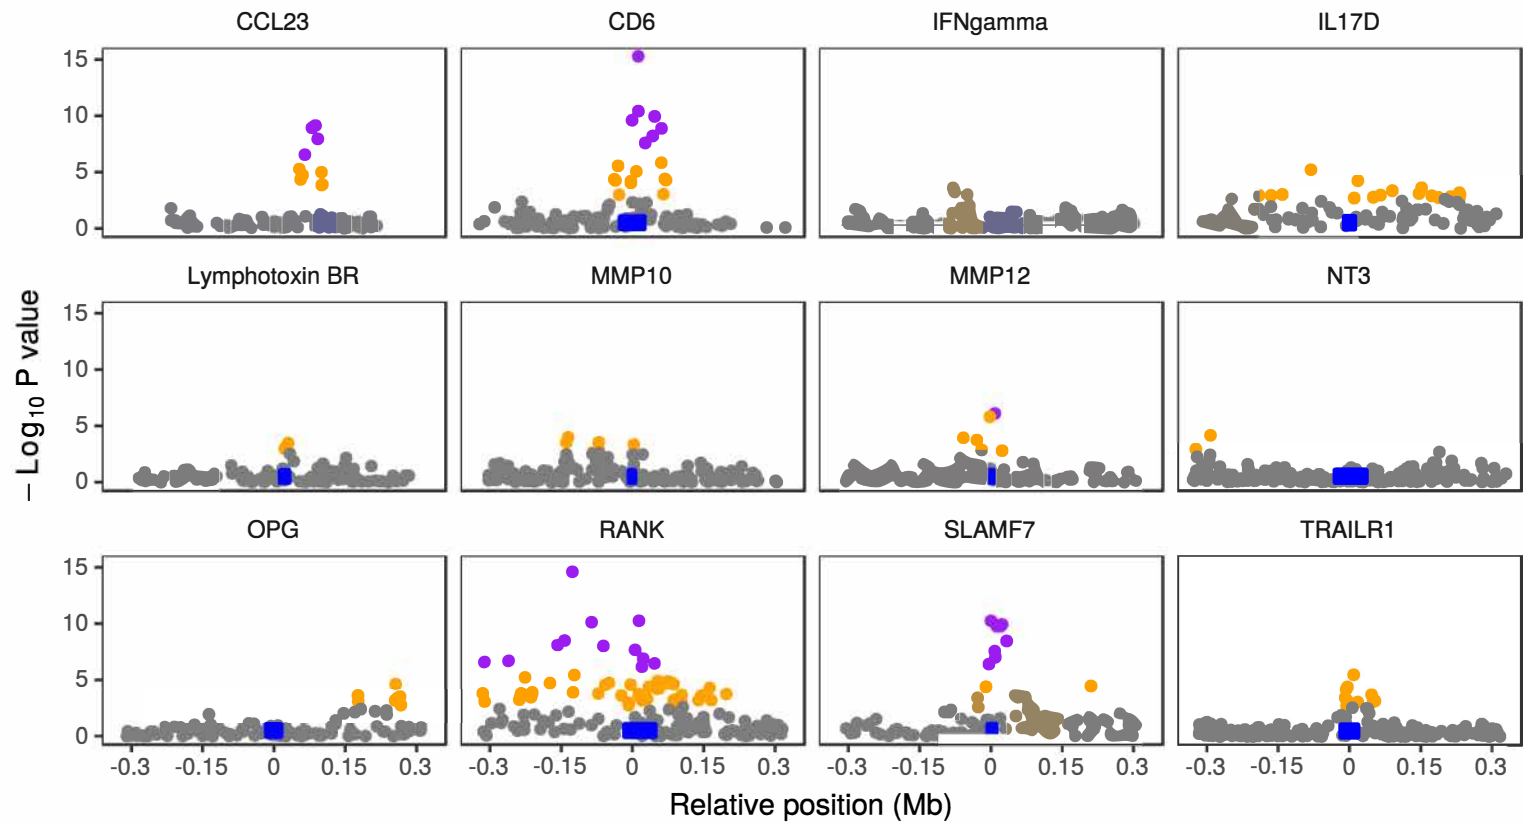 CCL23 CD6 IFNgamma IL17D
15
10
5
0
Lymphotoxin BR MMP10 MMP12 NT3
15
10
5
0
OPG RANK SLAMF7 TRAILR1
15
10
5
0
-0.3 -0.15 0 0.15 0.3 -0.3 -0.15 0 0.15 0.3 -0.3 -0.15 0 0.15 0.3 -0.3 -0.15 0 0.15 0.3
− Log10 P value
Relative position (Mb)